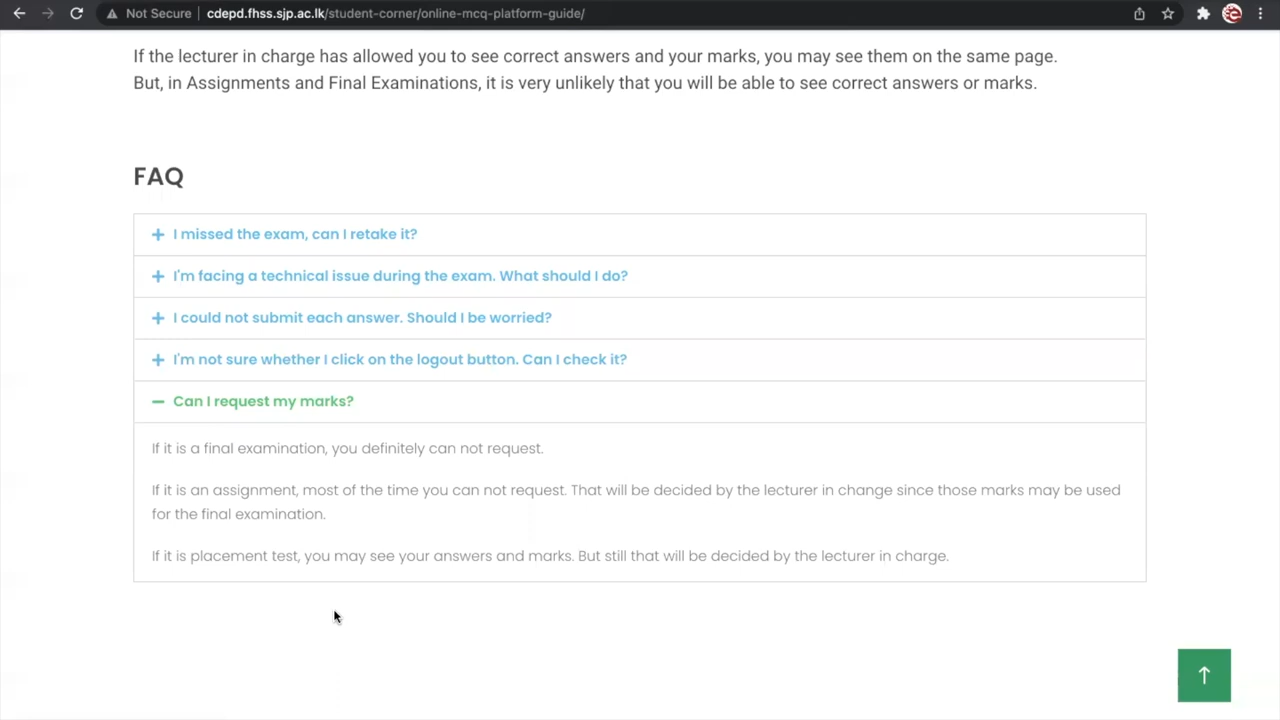 Not Secure | cdepd.fhss.sjp.ac.lk/student-corner/online-mcq-platform-guide/
If the lecturer in charge has allowed you to see correct answers and your marks, you may see them on the same page.
But, in Assignments and Final Examinations, it is very unlikely that you will be able to see correct answers or marks.
FAQ
I missed the exam, can I retake it?
I'm facing a technical issue during the exam. What should I do?
I could not submit each answer. Should I be worried?
I'm not sure whether I click on the logout button. Can I check it?
Can I request my marks?
If it is a final examination, you definitely can not request.
If it is an assignment, most of the time you can not request. That will be decided by the lecturer in change since those marks may be used
for the final examination.
If it is placement test, you may see your answers and marks. But still that will be decided by the lecturer in charge.